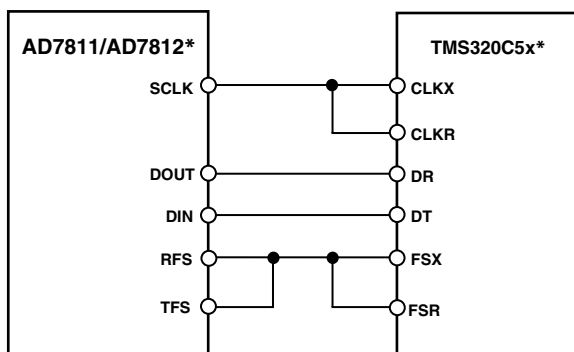 AD7811/AD7812*
TMS320C5x*
SCLK
CLKX
CLKR
DOUT
DR
DIN
DT
RFS
FSX
TFS
FSR